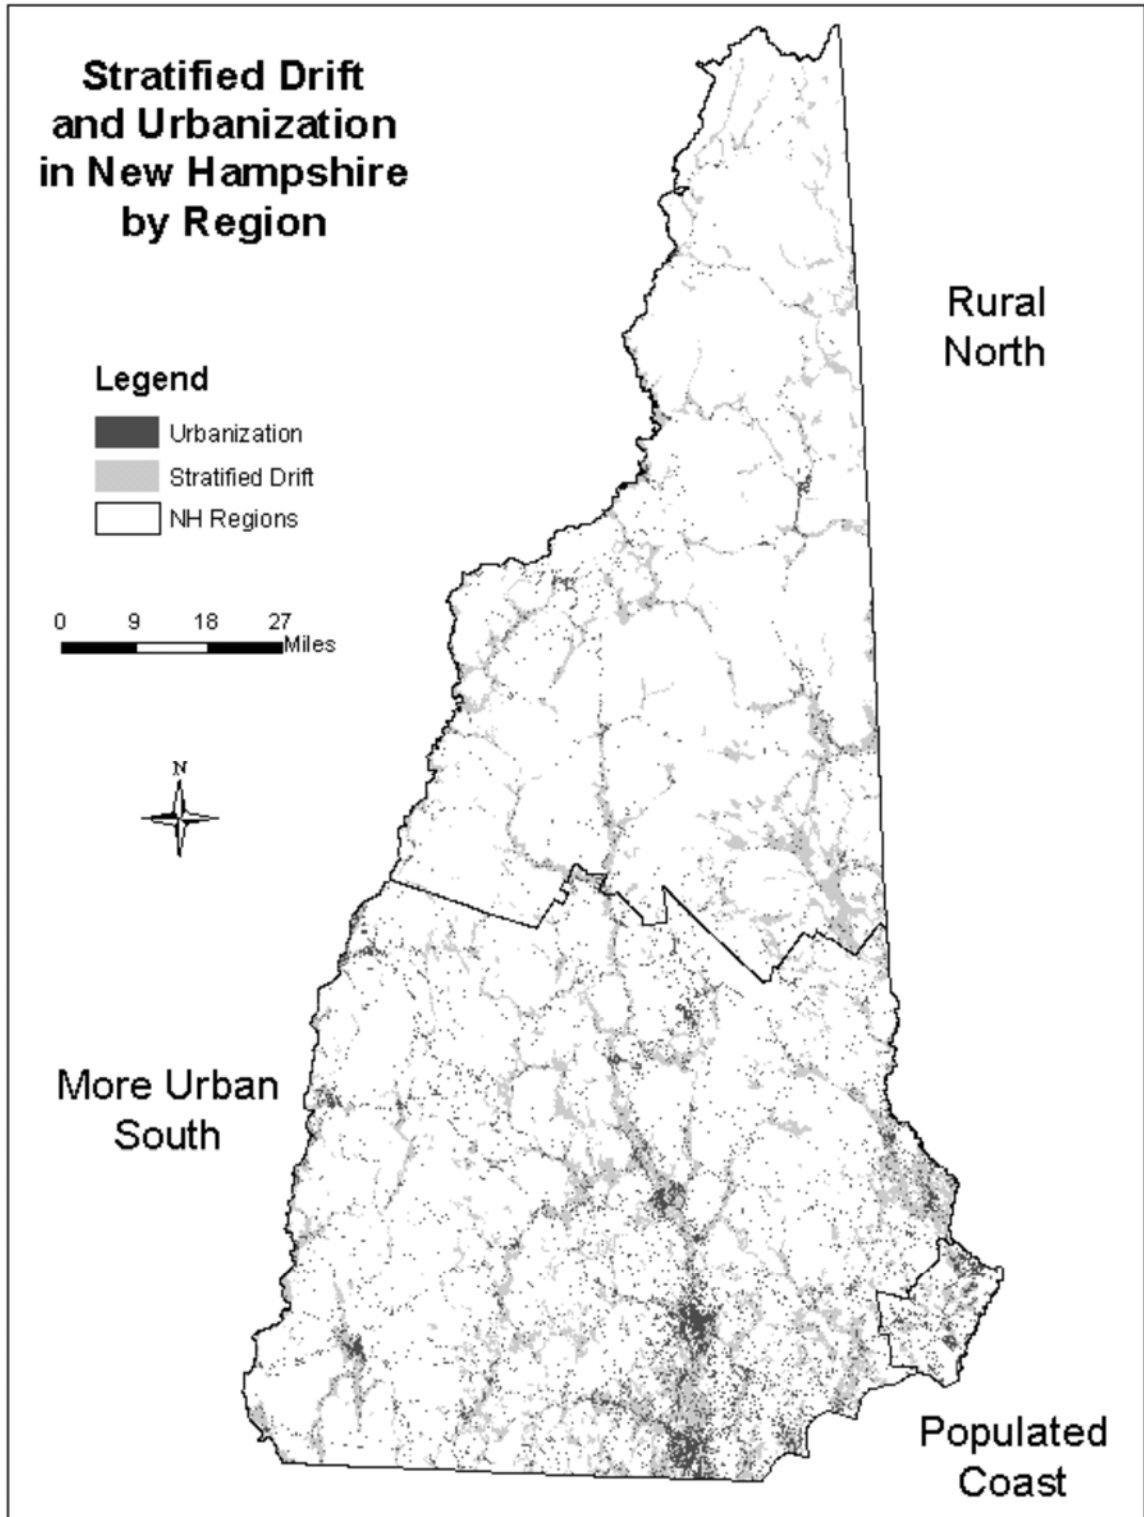 Stratified Drift
and Urbanization
in New Hampshire
by Region
Rural
North
Legend
Urbanization
Stratified Drift
NH Regions
0 9 18 27
Miles
N
More Urban
South
Populated
Coast